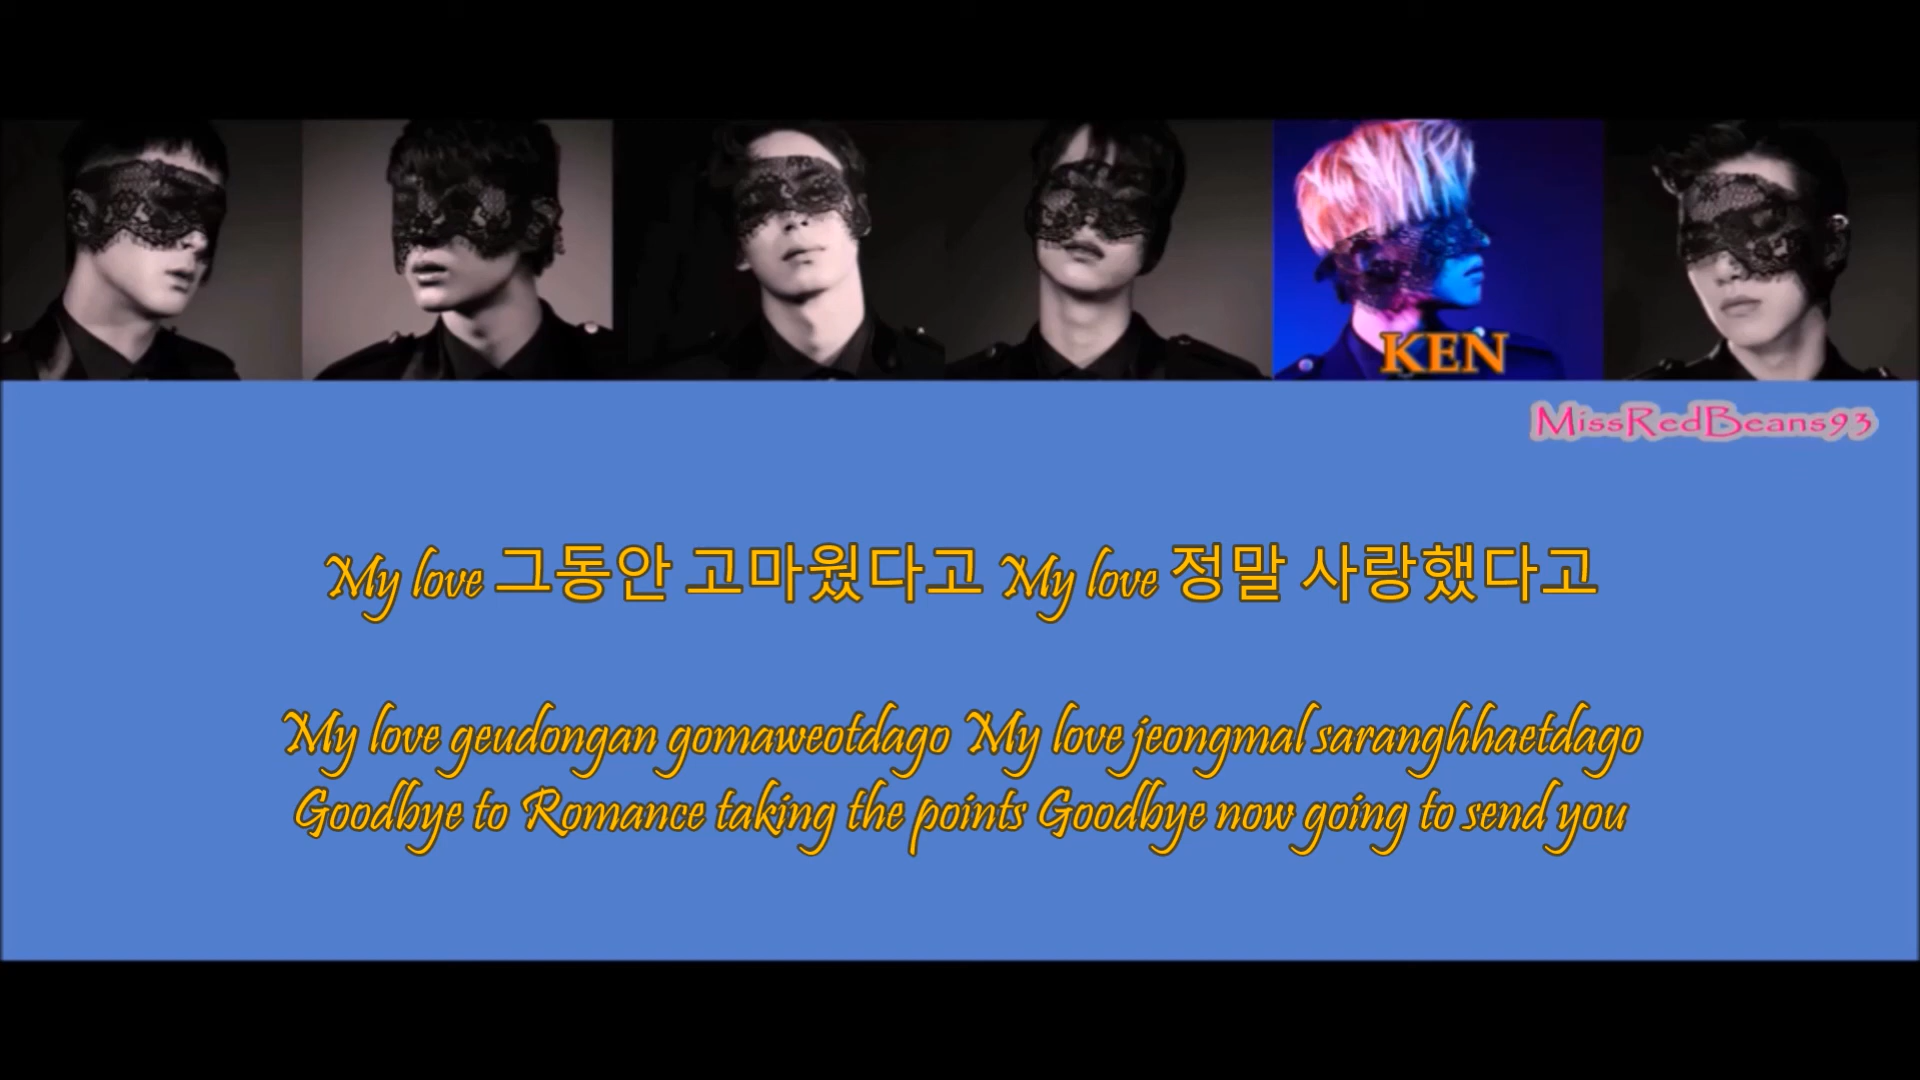 KEN
MissRedBeans93
My love 그동안 고마웠다고 My love 정말 사랑했다고
My love geudongan gomaweotdago My love jeongmal saranghhaetdago
Goodbye to Romance taking the points Goodbye now going to send you